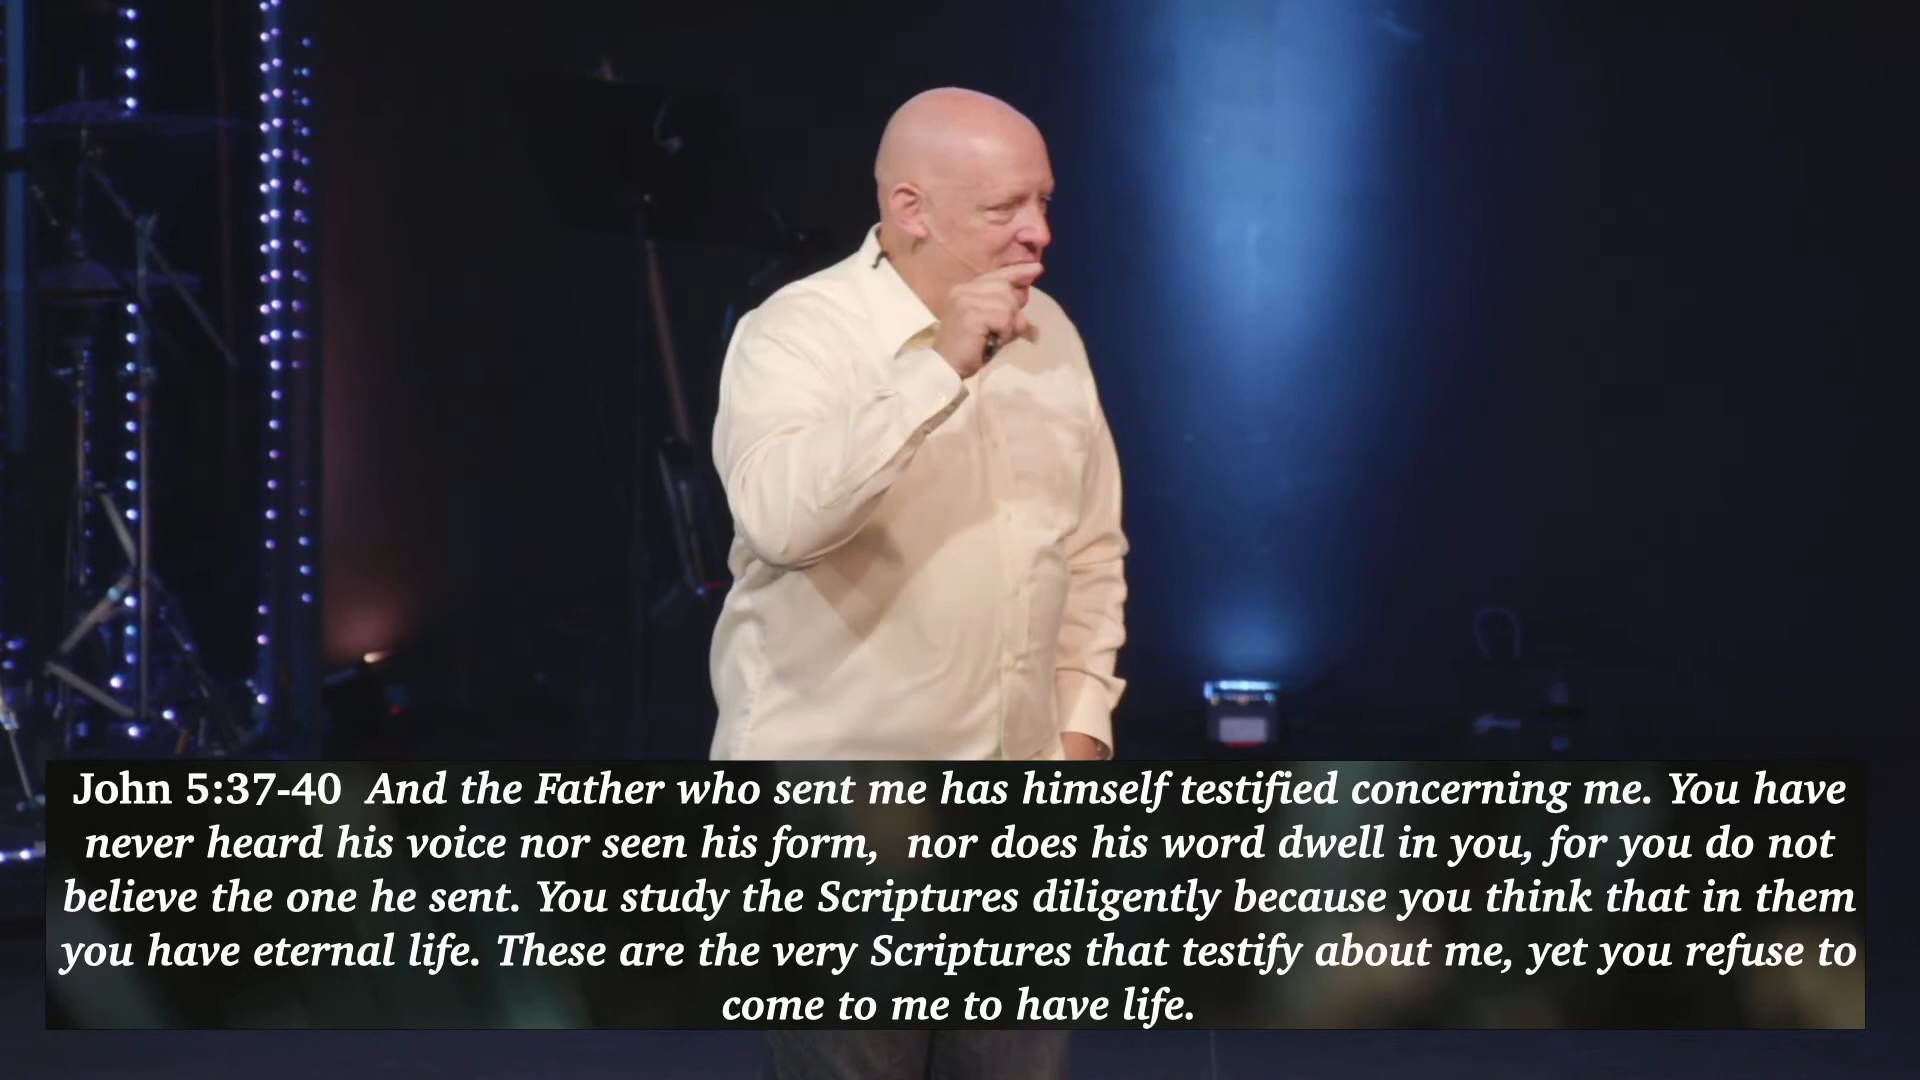 John 5:37-40  And the Father who sent me has himself testified concerning me. You have
never heard his voice nor seen his form,  nor does his word dwell in you, for you do not
believe the one he sent. You study the Scriptures diligently because you think that in them
you have eternal life. These are the very Scriptures that testify about me, yet you refuse to
come to me to have life.